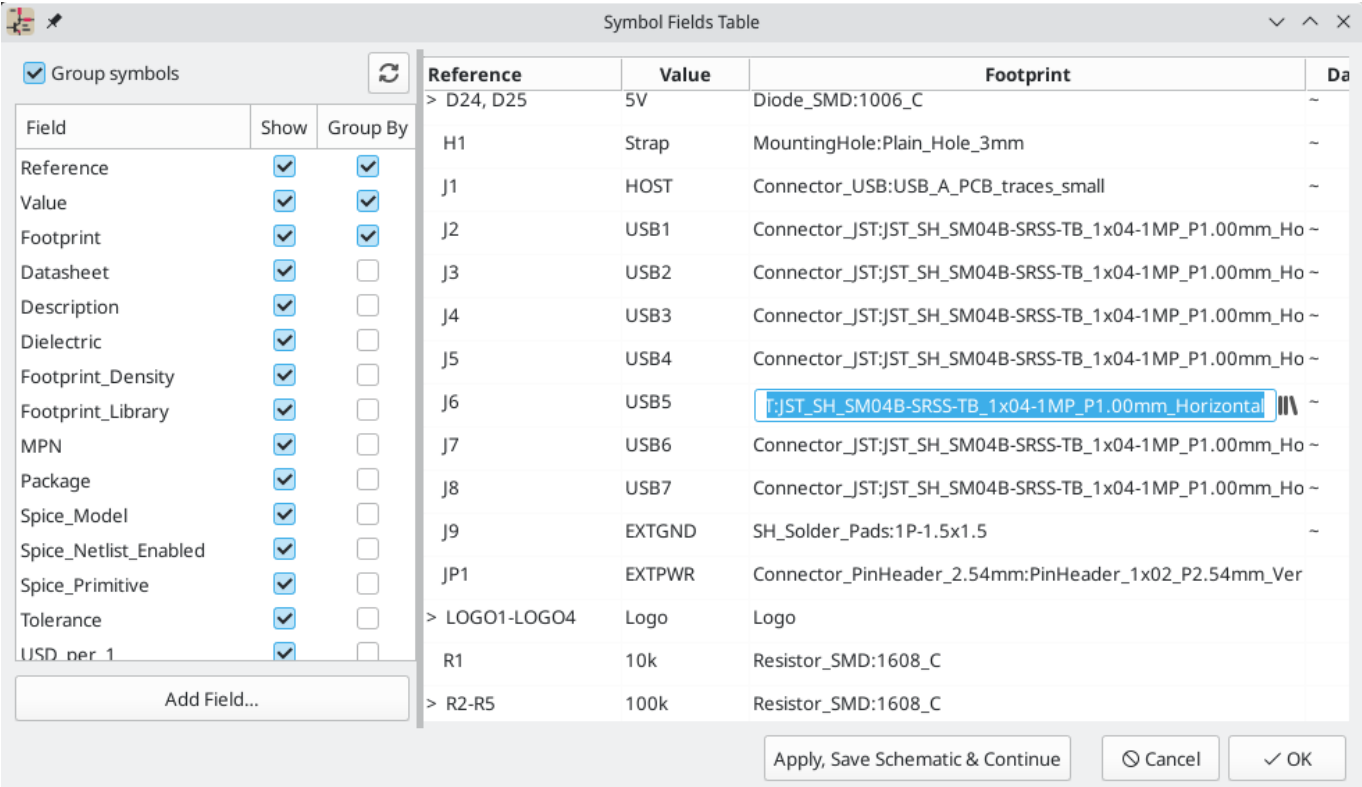 Symbol Fields Table
Group symbols
Field Show Group By
Reference
Value
Footprint
Datasheet
Description
Dielectric
Footprint_Density
Footprint_Library
MPN
Package
Spice_Model
Spice_Netlist_Enabled
Spice_Primitive
Tolerance
USD_per_1
Add Field...
Reference Value Footprint Da
> D24, D25 5V Diode_SMD:1006_C ~
H1 Strap MountingHole:Plain_Hole_3mm ~
J1 HOST Connector_USB:USB_A_PCB_traces_small ~
J2 USB1 Connector_JST:JST_SH_SM04B-SRSS-TB_1x04-1MP_P1.00mm_Ho ~
J3 USB2 Connector_JST:JST_SH_SM04B-SRSS-TB_1x04-1MP_P1.00mm_Ho ~
J4 USB3 Connector_JST:JST_SH_SM04B-SRSS-TB_1x04-1MP_P1.00mm_Ho ~
J5 USB4 Connector_JST:JST_SH_SM04B-SRSS-TB_1x04-1MP_P1.00mm_Ho ~
J6 USB5 T:JST_SH_SM04B-SRSS-TB_1x04-1MP_P1.00mm_Horizontal ~
J7 USB6 Connector_JST:JST_SH_SM04B-SRSS-TB_1x04-1MP_P1.00mm_Ho ~
J8 USB7 Connector_JST:JST_SH_SM04B-SRSS-TB_1x04-1MP_P1.00mm_Ho ~
J9 EXTGND SH_Solder_Pads:1P-1.5x1.5 ~
JP1 EXTPWR Connector_PinHeader_2.54mm:PinHeader_1x02_P2.54mm_Ver
> LOGO1-LOGO4 Logo Logo
R1 10k Resistor_SMD:1608_C
> R2-R5 100k Resistor_SMD:1608_C
Apply, Save Schematic & Continue Cancel OK